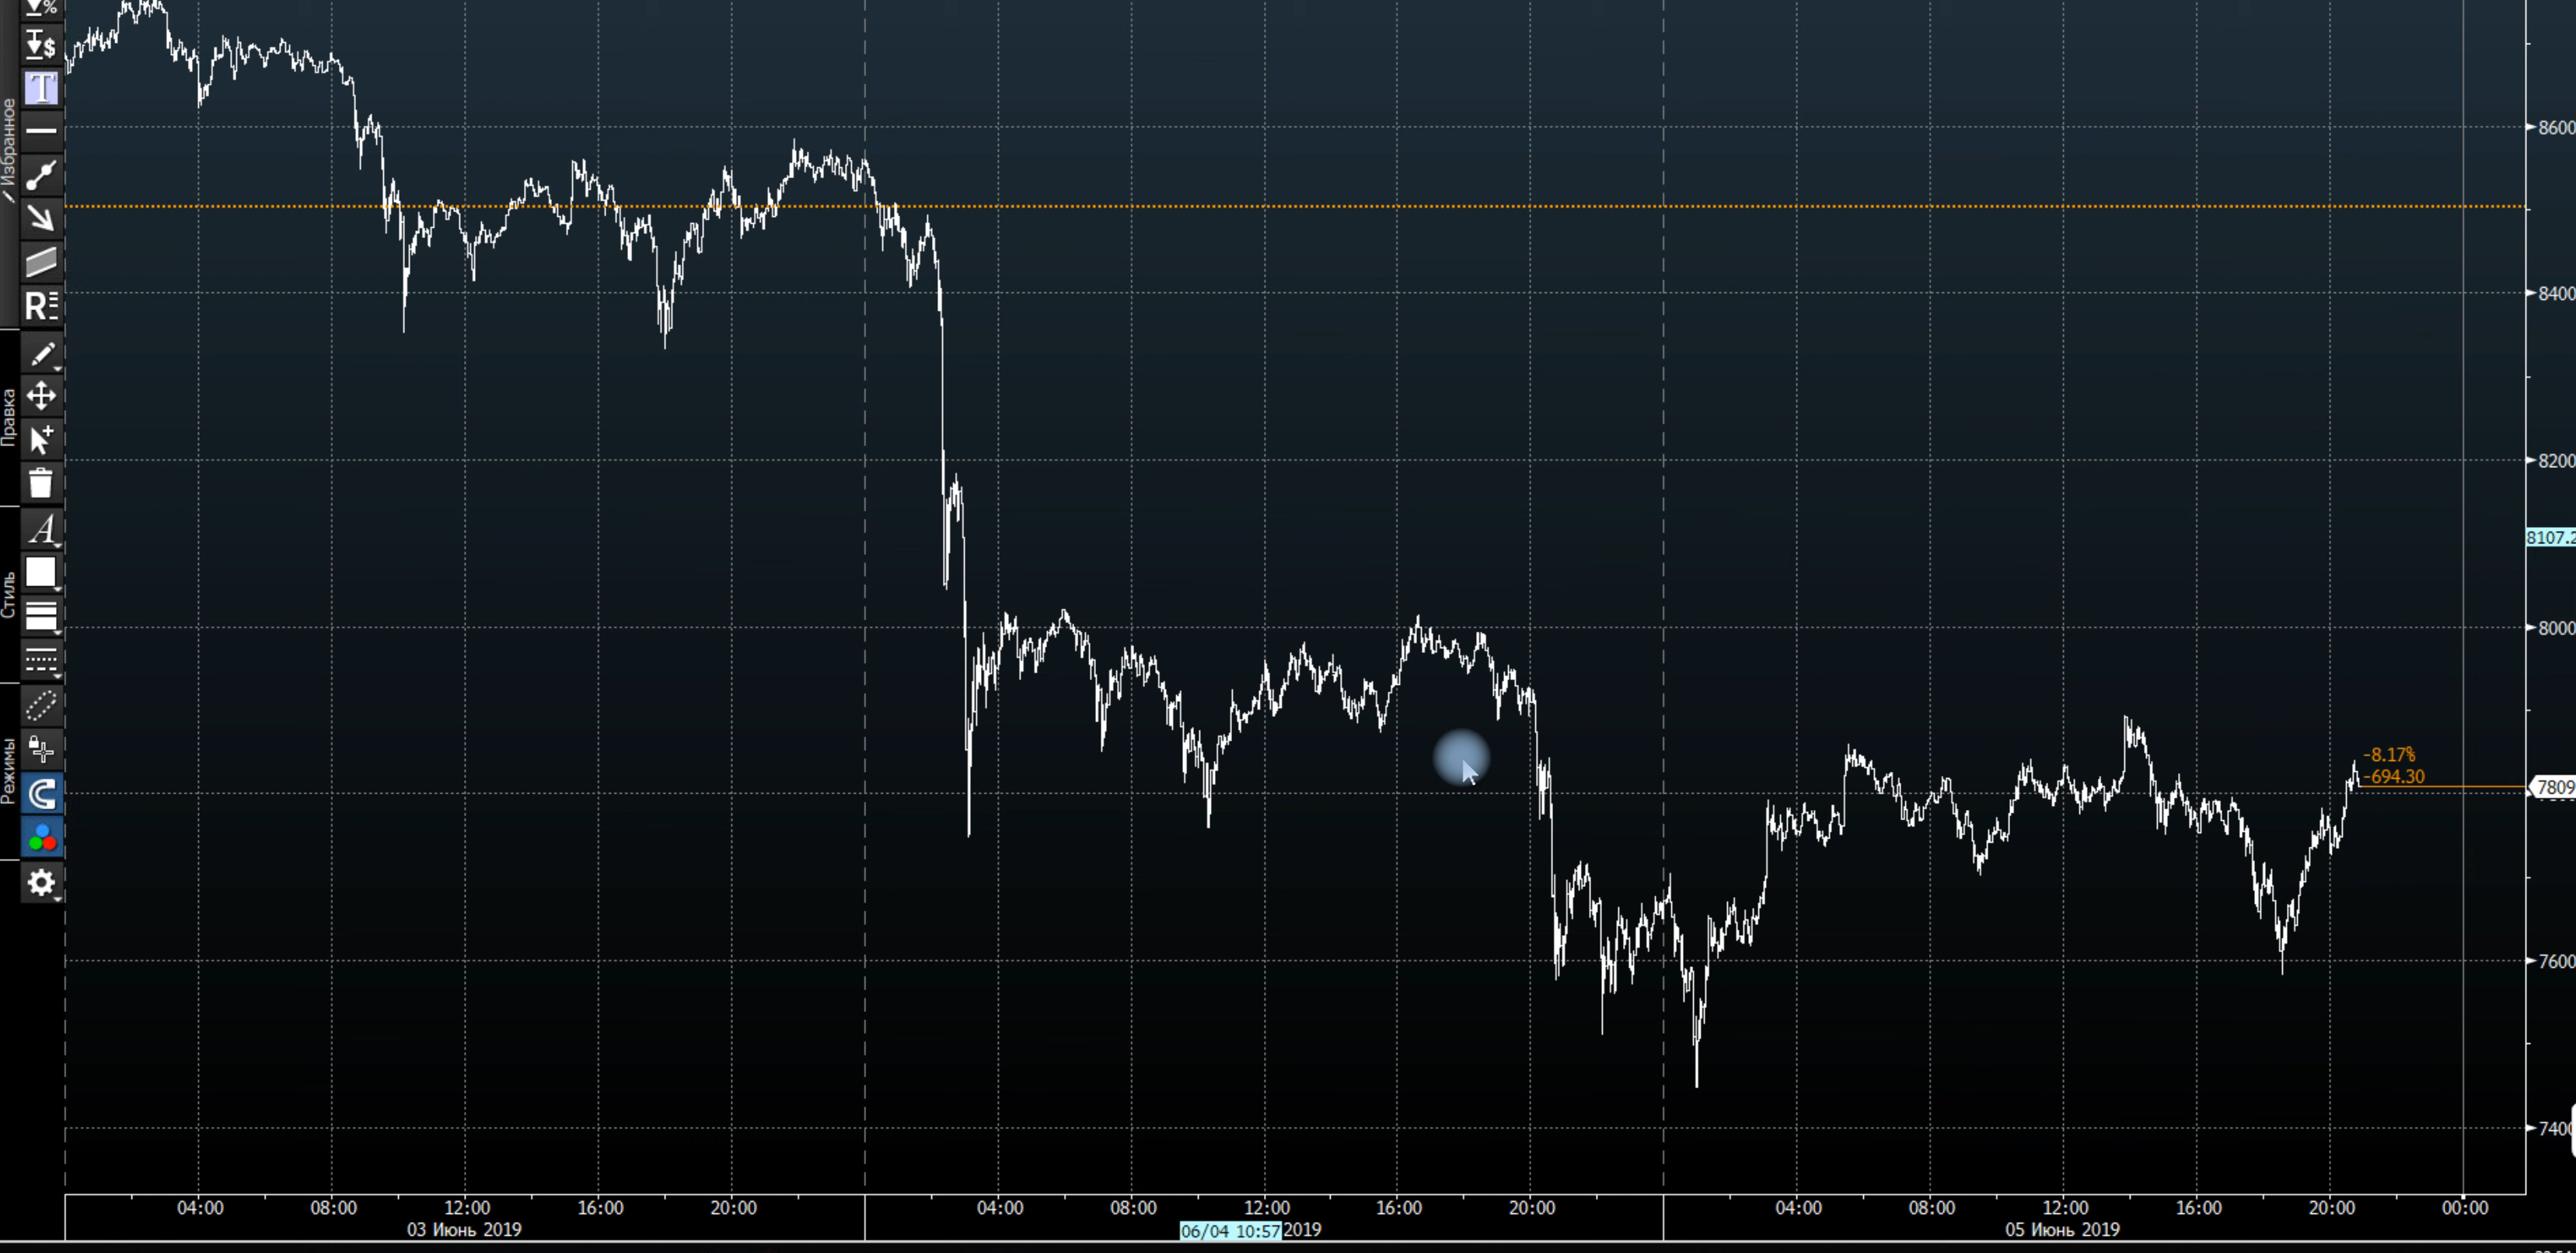 %
$
T
Избранное
R
Правка
A
Стиль
Режимы
8600
8400
8200
8107.2
8000
-8.17%
-694.30
7809
7600
7400
04:00 08:00 12:00 16:00 20:00 04:00 08:00 12:00 16:00 20:00 04:00 08:00 12:00 16:00 20:00 00:00
03 Июнь 2019 06/04 10:57 2019 05 Июнь 2019